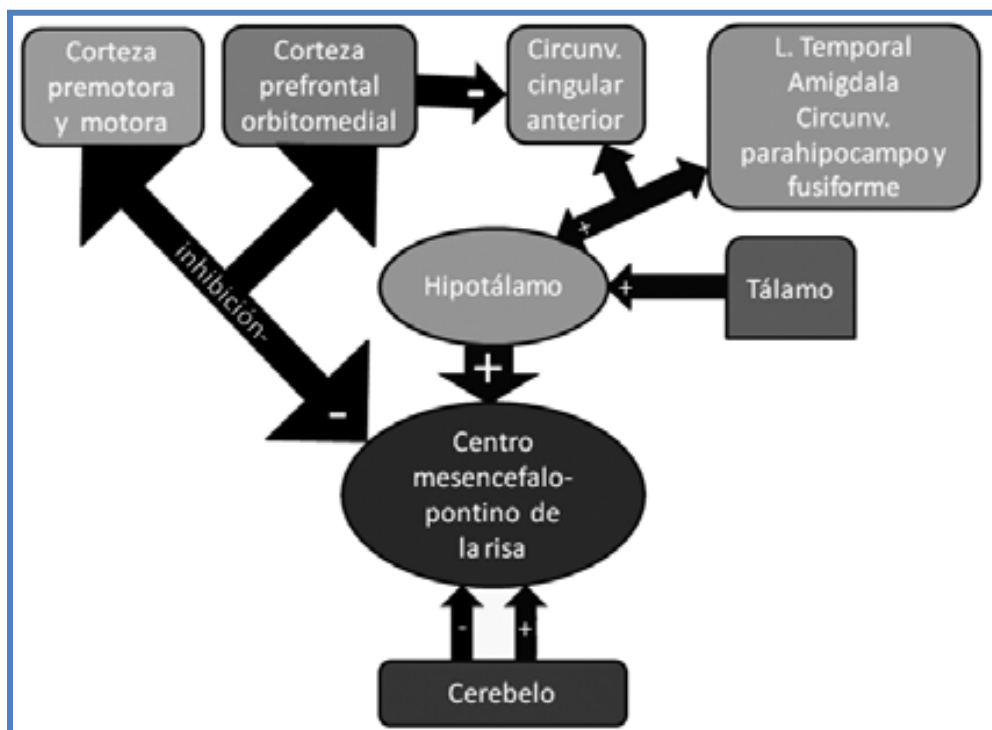 Corteza
premotora
y motora
Corteza
prefrontal
orbitomedial
-
Circunv.
cingular
anterior
L. Temporal
Amigdala
Circunv.
parahipocampo y
fusiforme
inhibición-
-
+
Hipotálamo
+
Tálamo
+
Centro
mesencefalo-
pontino de
la risa
- +
Cerebelo